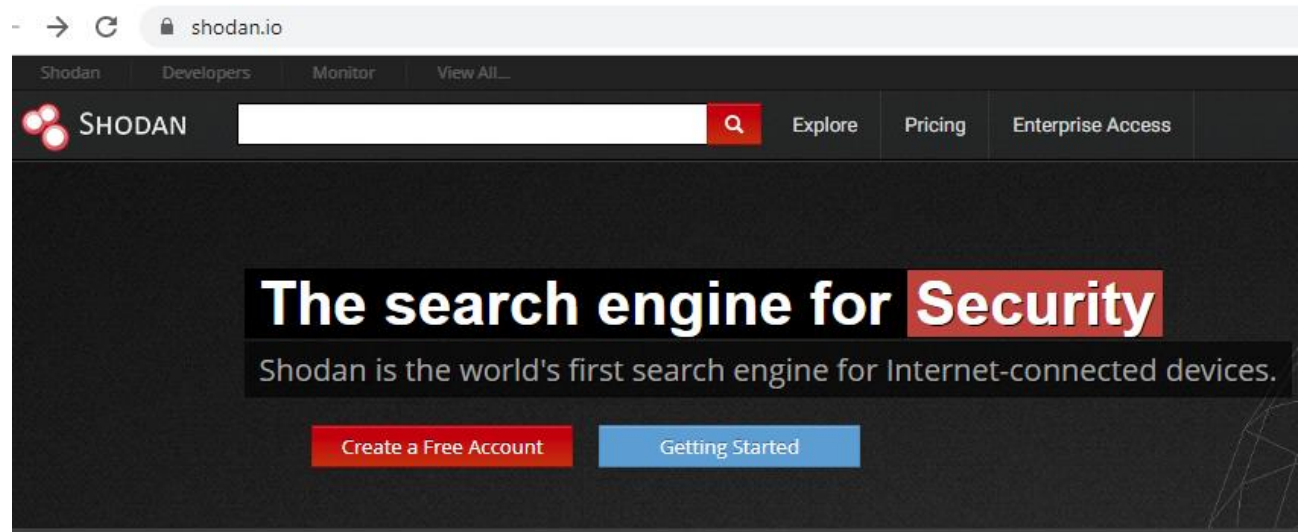 shodan.io
Shodan Developers Monitor View All...
SHODAN Explore Pricing Enterprise Access
The search engine for Security
Shodan is the world's first search engine for Internet-connected devices.
Create a Free Account Getting Started